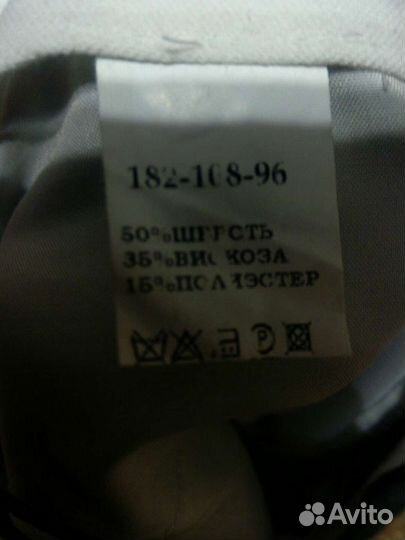 182-108-96
50%ШЕРСТЬ
35%ВИСКОЗА
15%ПОЛИЭСТЕР
P
Avito